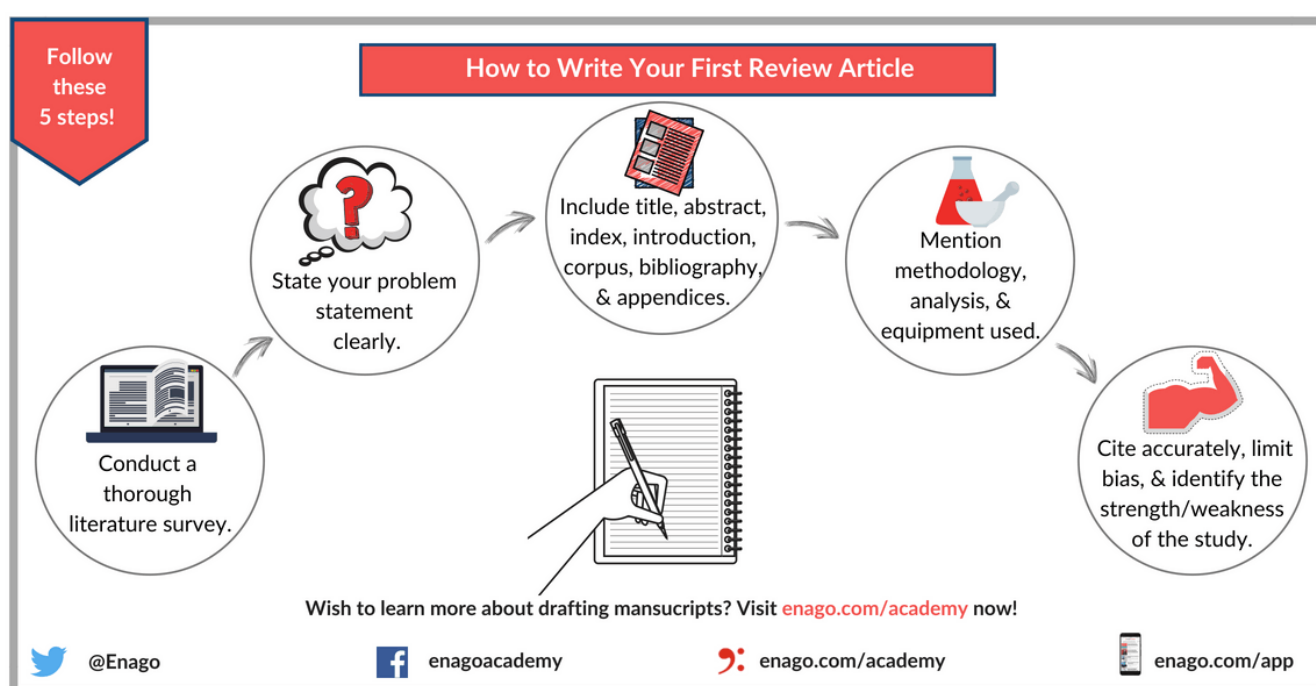 Follow
these
5 steps!
How to Write Your First Review Article
Conduct a
thorough
literature survey.
State your problem
statement
clearly.
Include title, abstract,
index, introduction,
corpus, bibliography,
& appendices.
Mention
methodology,
analysis, &
equipment used.
Cite accurately, limit
bias, & identify the
strength/weakness
of the study.
Wish to learn more about drafting mansucripts? Visit enago.com/academy now!
@Enago
enagoacademy
enago.com/academy
enago.com/app